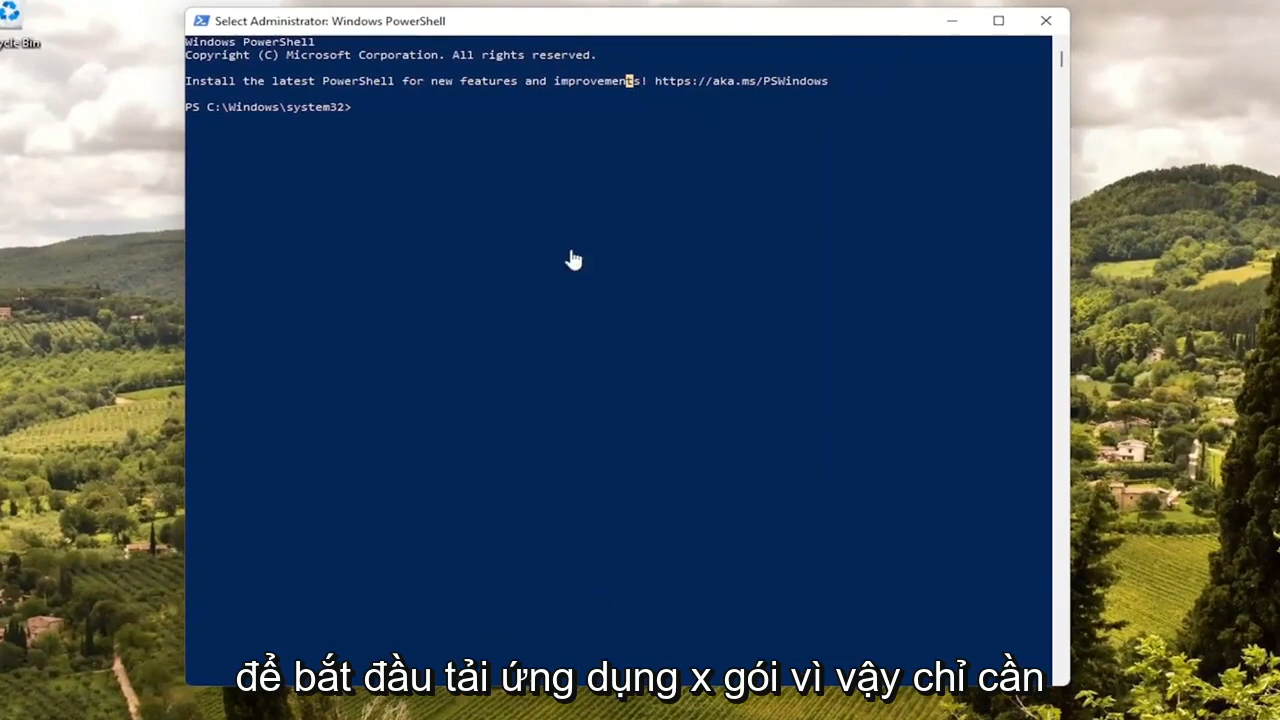 Select Administrator: Windows PowerShell
ycle Bin
Windows PowerShell
Copyright (C) Microsoft Corporation. All rights reserved.
Install the latest PowerShell for new features and improvements! https://aka.ms/PSWindows
PS C:\Windows\system32>
để bắt đầu tải ứng dụng x gói vì vậy chỉ cần